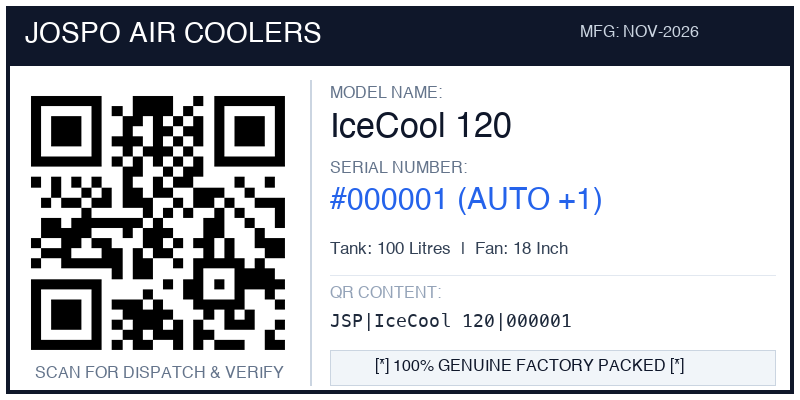 JOSPO AIR COOLERS
MFG: NOV-2026
MODEL NAME:
IceCool 120
SERIAL NUMBER:
#000001 (AUTO +1)
Tank: 100 Litres | Fan: 18 Inch
QR CONTENT:
JSP|IceCool 120|000001
[*] 100% GENUINE FACTORY PACKED [*]
SCAN FOR DISPATCH & VERIFY